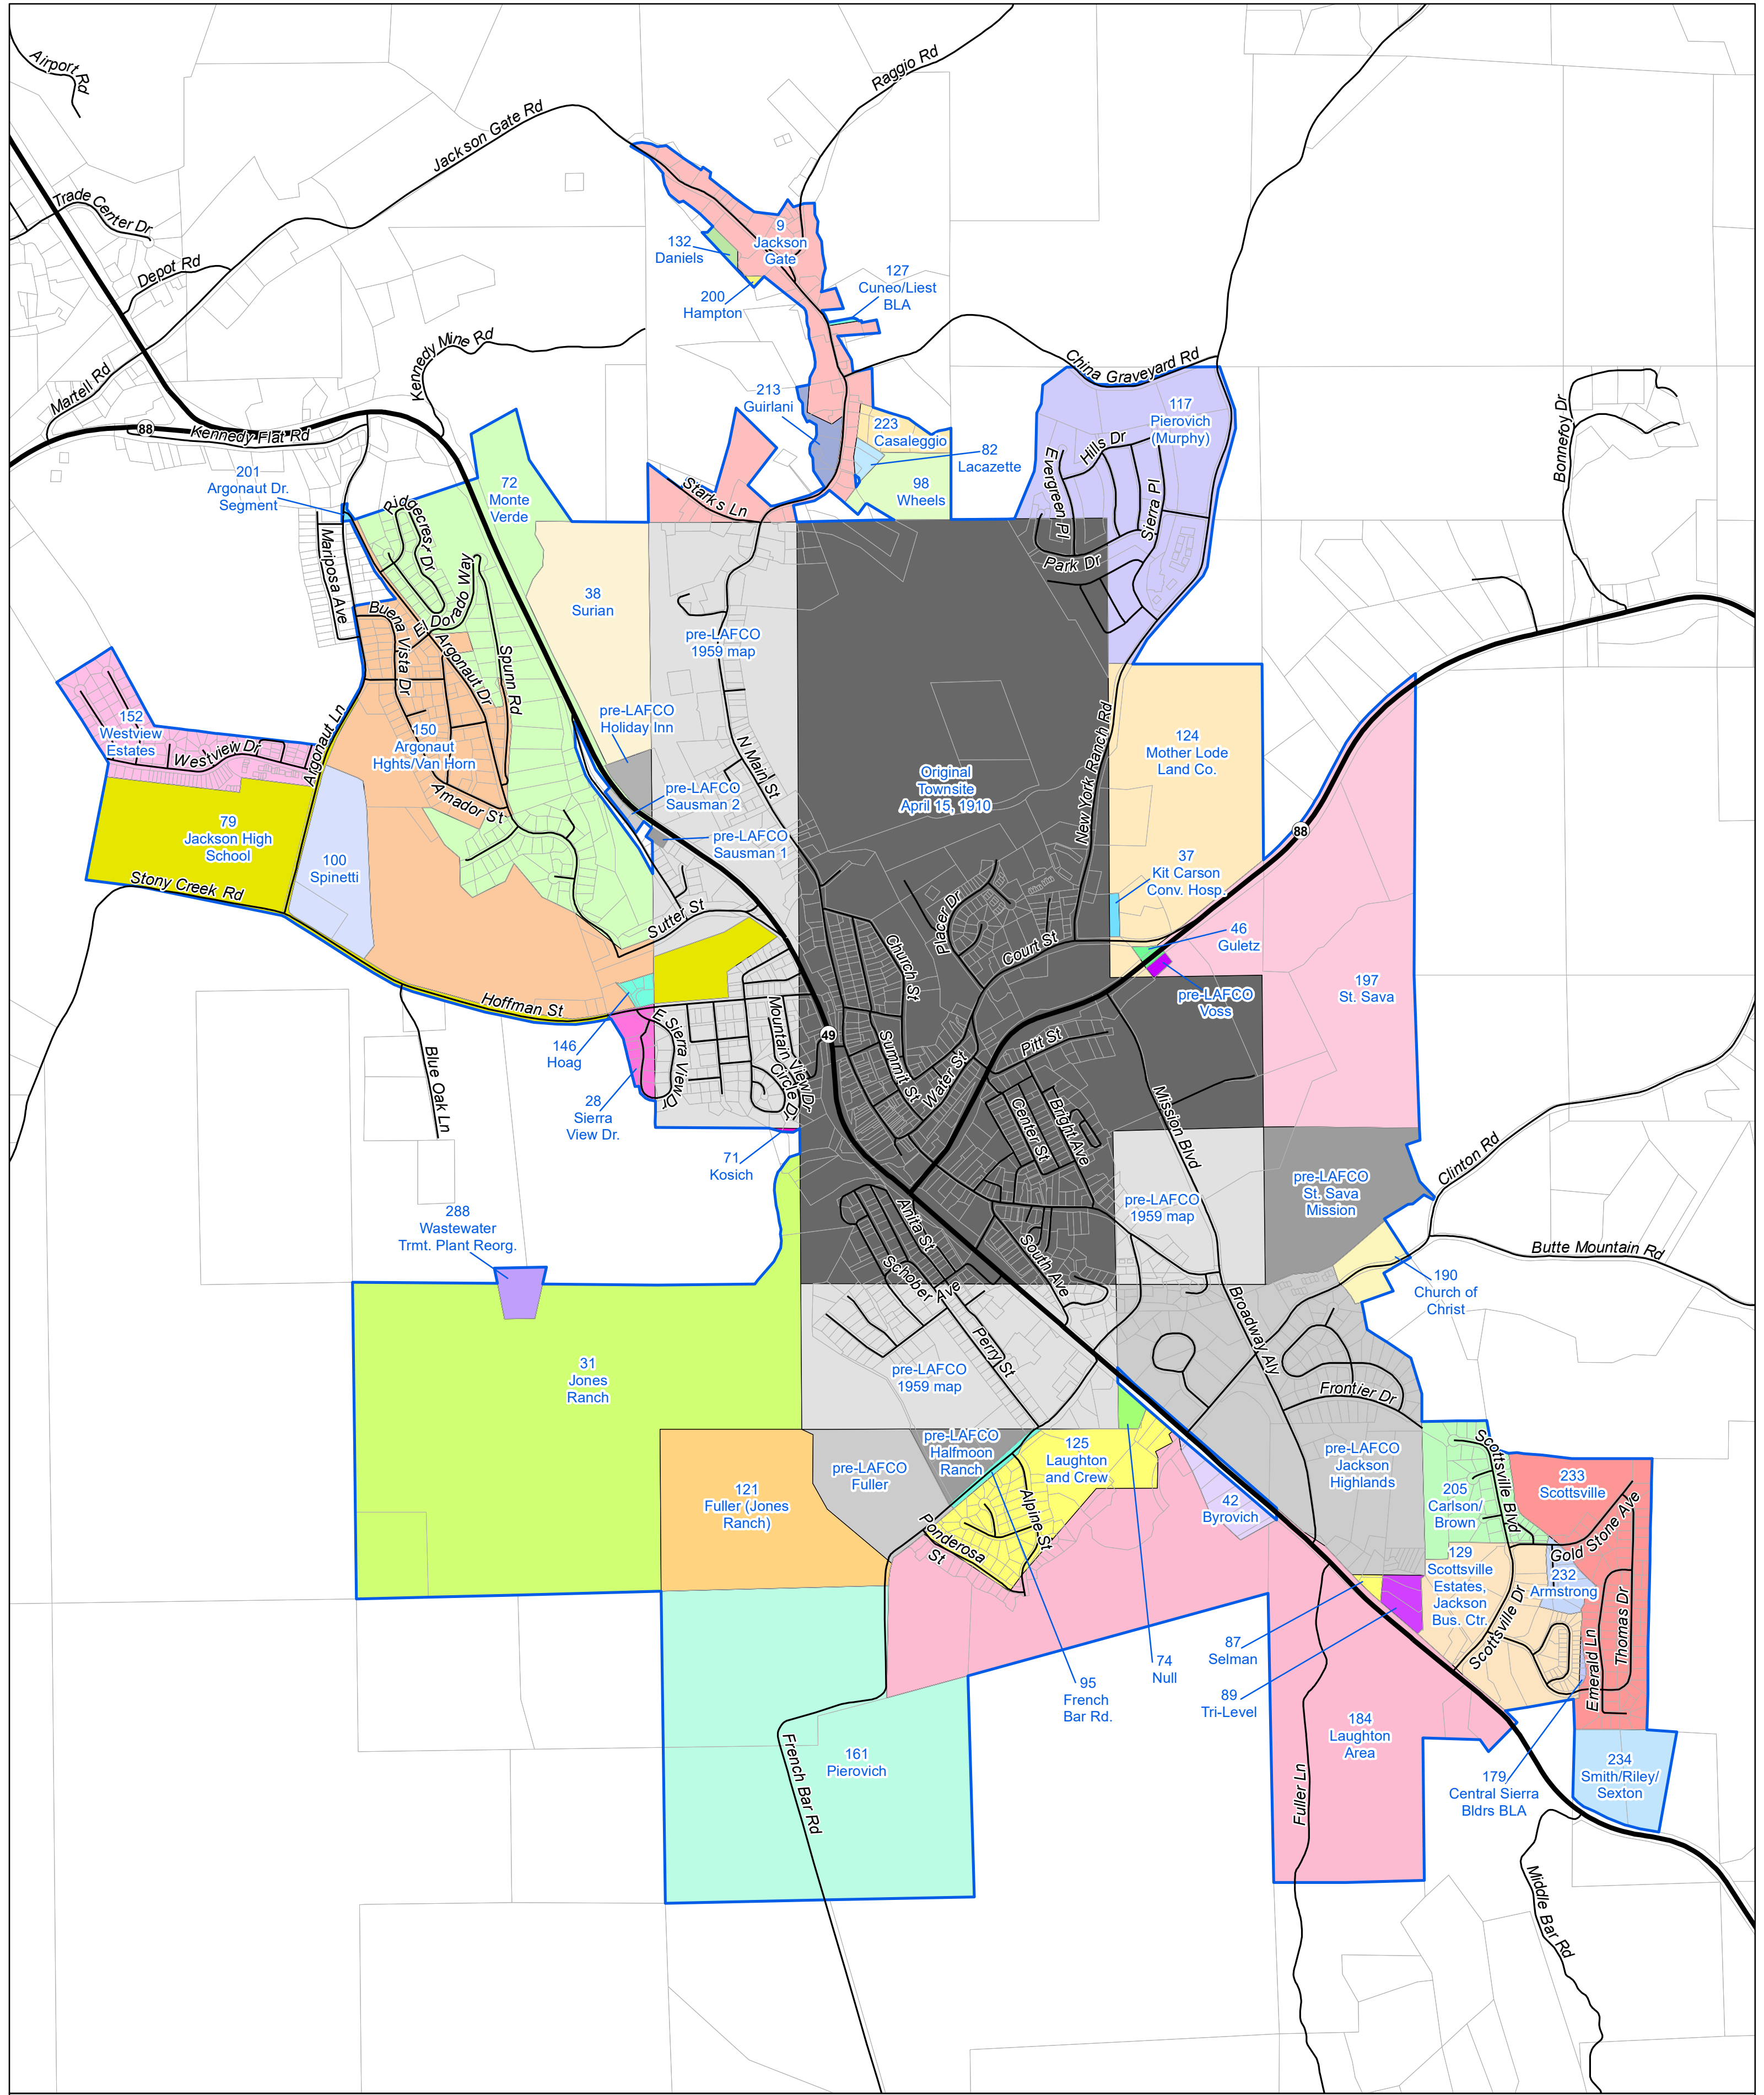 Airport Rd
Raggio Rd
Jackson Gate Rd
Trade Center Dr
Depot Rd
Martell Rd
Kennedy Mine Rd
88
Kennedy Flat Rd
9
Jackson
Gate
132
Daniels
200
Hampton
127
Cuneo/Liest
BLA
213
Guirlani
223
Casaleggio
82
Lacazette
98
Wheels
China Graveyard Rd
117
Pierovich
(Murphy)
Hills Dr
Evergreen Pl
Sierra Pl
Park Dr
Bonnefoy Dr
201
Argonaut Dr.
Segment
72
Monte
Verde
Starks Ln
Ridgecrest Dr
Mariposa Ave
El Dorado Way
Buena Vista Dr
Argonaut Dr
Spunn Rd
38
Surian
pre-LAFCO
1959 map
152
Westview
Estates
Westview Dr
Argonaut Ln
150
Argonaut
Hghts/Van Horn
Amador St
pre-LAFCO
Holiday Inn
pre-LAFCO
Sausman 2
pre-LAFCO
Sausman 1
N Main St
Original
Townsite
April 15, 1910
New York Ranch Rd
124
Mother Lode
Land Co.
88
37
Kit Carson
Conv. Hosp.
46
Guletz
pre-LAFCO
Voss
197
St. Sava
79
Jackson High
School
100
Spinetti
Stony Creek Rd
Sutter St
Hoffman St
Church St
Placer Dr
Court St
49
Summit St
Water St
Pitt St
Center St
Bright Ave
Mission Blvd
E Sierra View Dr
Mountain View Dr
Circle Dr
146
Hoag
28
Sierra
View Dr.
71
Kosich
Blue Oak Ln
288
Wastewater
Trmt. Plant Reorg.
Anita St
Schober
Ave
South Ave
Perry St
pre-LAFCO
1959 map
pre-LAFCO
St. Sava
Mission
Clinton Rd
Butte Mountain Rd
190
Church of
Christ
Broadway Aly
Frontier Dr
31
Jones
Ranch
pre-LAFCO
1959 map
pre-LAFCO
Halfmoon
Ranch
125
Laughton
and Crew
pre-LAFCO
Fuller
121
Fuller (Jones
Ranch)
Ponderosa
St
Alpine St
42
Byrovich
pre-LAFCO
Jackson
Highlands
Scottsville Blvd
205
Carlson/
Brown
233
Scottsville
Gold Stone Ave
129
Scottsville
Estates,
Jackson
Bus. Ctr.
232
Armstrong
Scottsville Dr
Emerald Ln
Thomas Dr
87
Selman
89
Tri-Level
74
Null
95
French
Bar Rd.
161
Pierovich
French Bar Rd
184
Laughton
Area
Fuller Ln
179
Central Sierra
Bldrs BLA
234
Smith/Riley/
Sexton
Middle Bar Rd